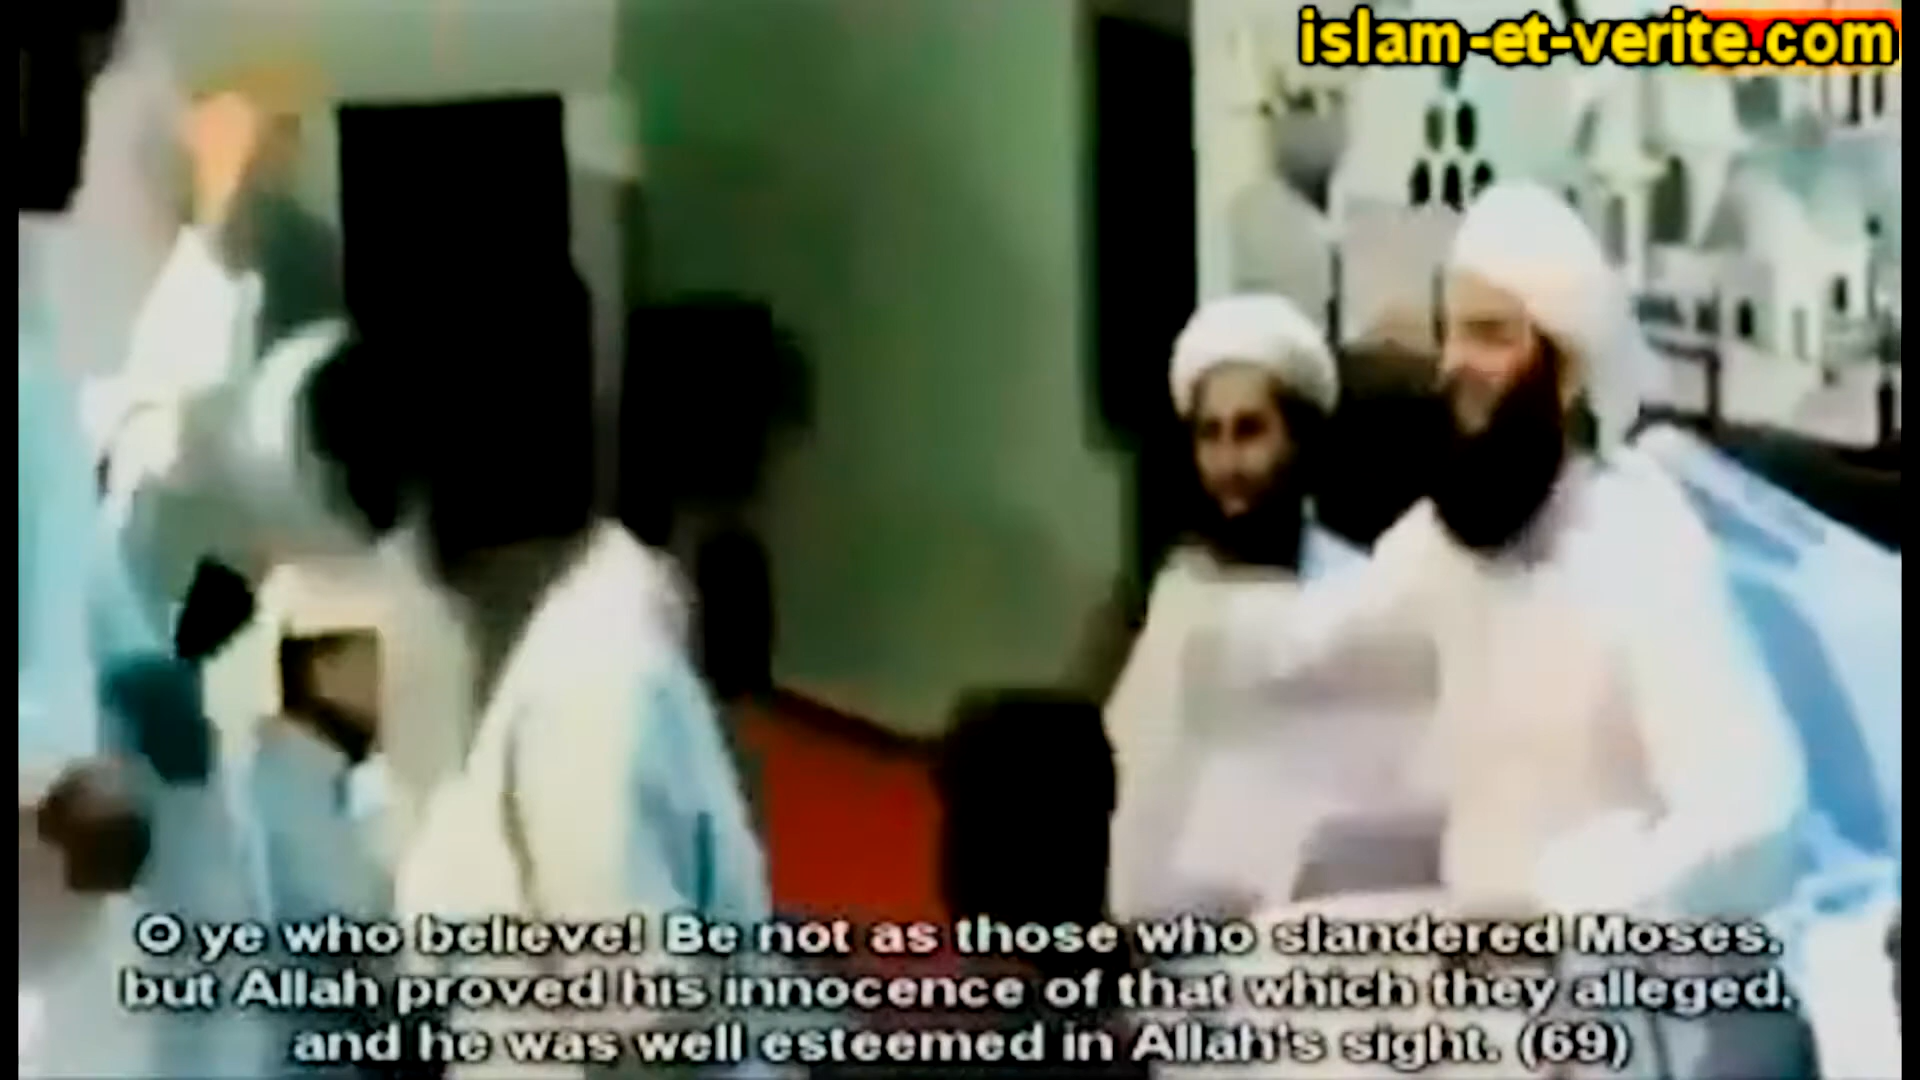 islam-et-verite.com
O ye who believe! Be not as those who slandered Moses,
but Allah proved his innocence of that which they alleged,
and he was well esteemed in Allah's sight. (69)